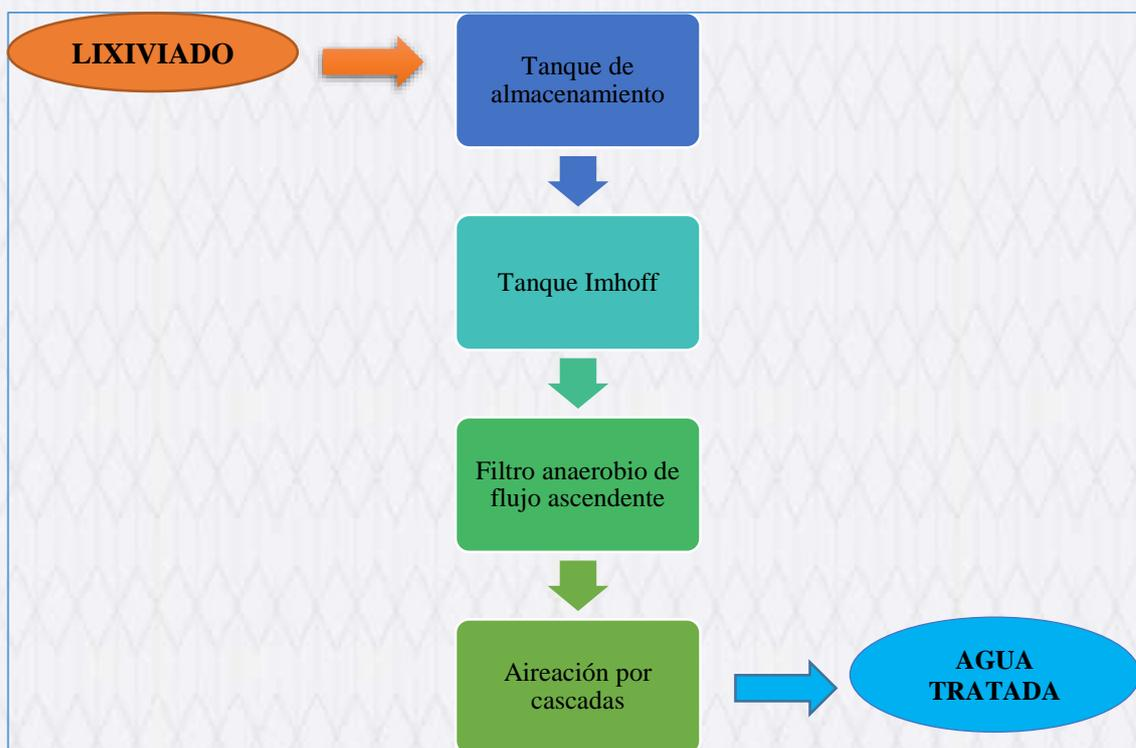 LIXIVIADO
Tanque de
almacenamiento
Tanque Imhoff
Filtro anaerobio de
flujo ascendente
Aireación por
cascadas
AGUA
TRATADA